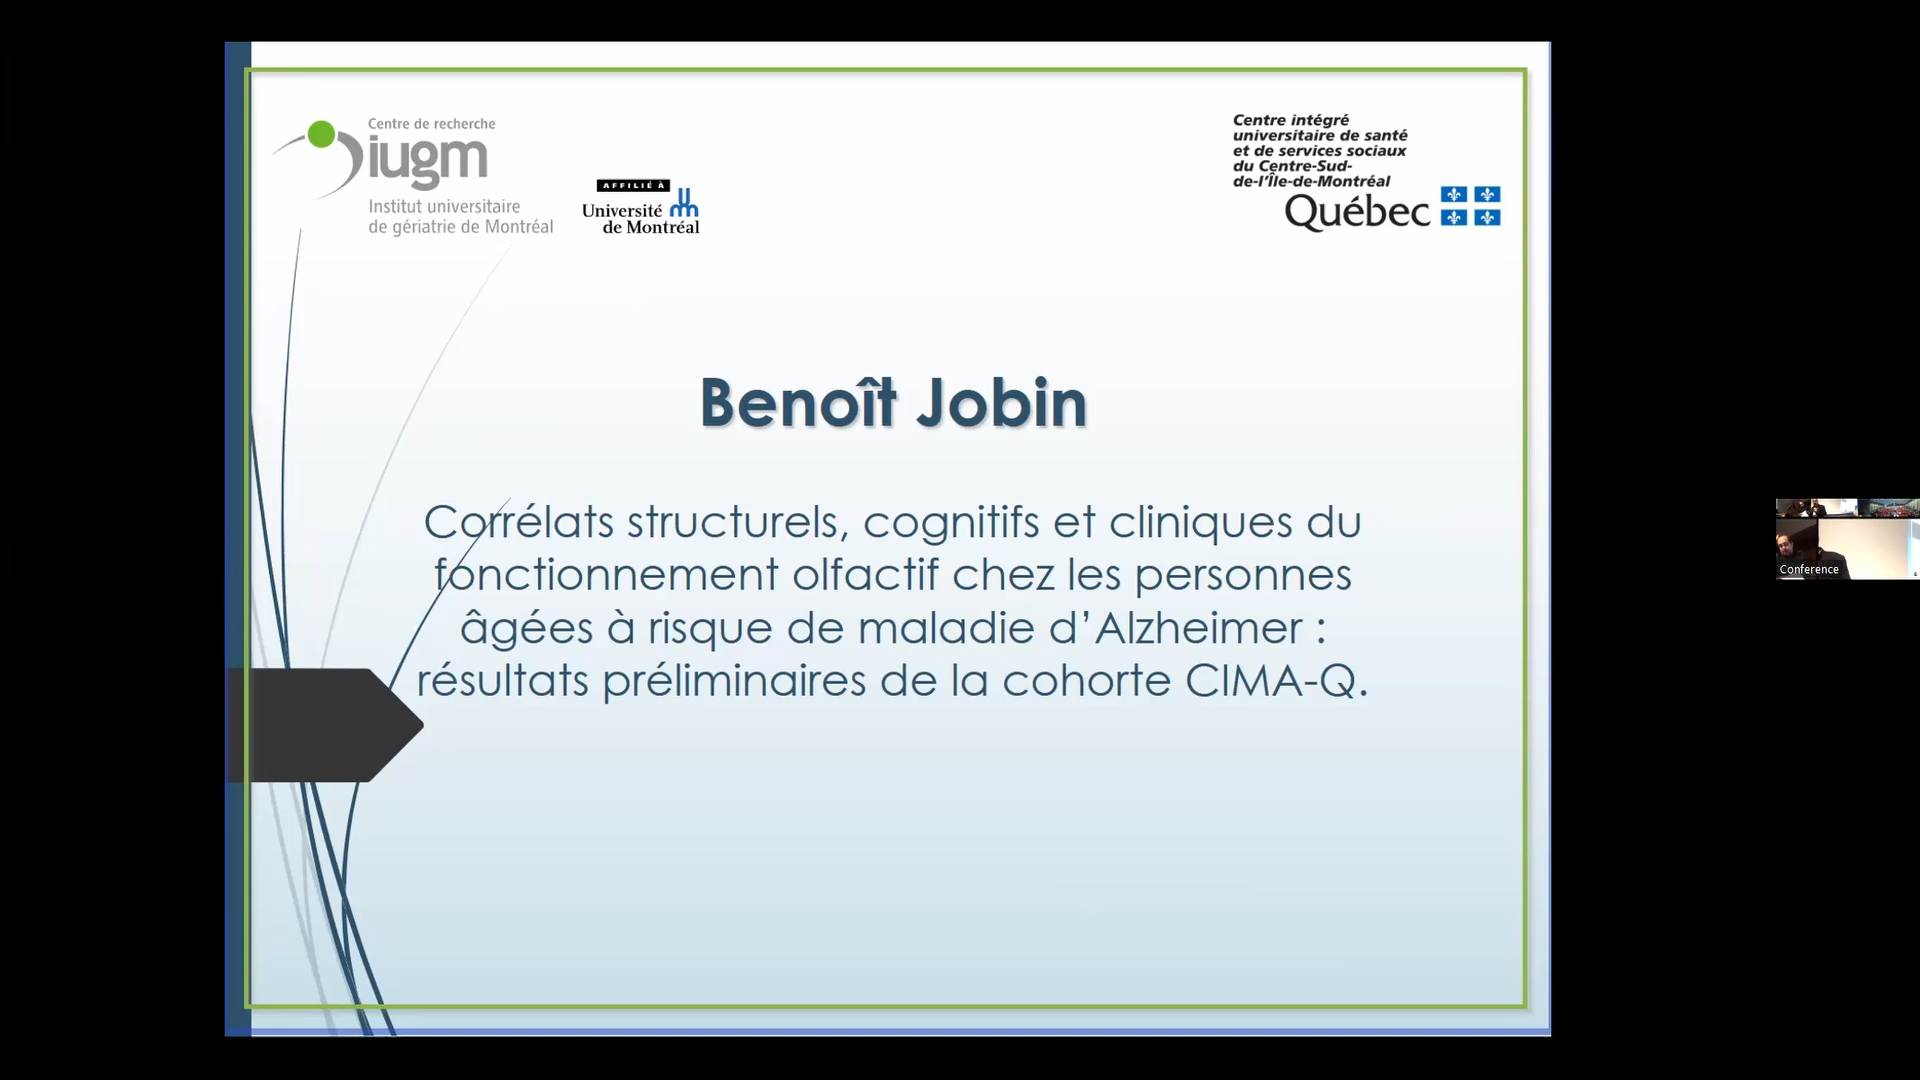 Centre de recherche
iugm
Institut universitaire
de gériatrie de Montréal
AFFILIÉ À
Université
de Montréal
Centre intégré
universitaire de santé
et de services sociaux
du Centre-Sud-
de-l'Île-de-Montréal
Québec
Benoît Jobin
Corrélats structurels, cognitifs et cliniques du
fonctionnement olfactif chez les personnes
âgées à risque de maladie d’Alzheimer :
résultats préliminaires de la cohorte CIMA-Q.
Conference